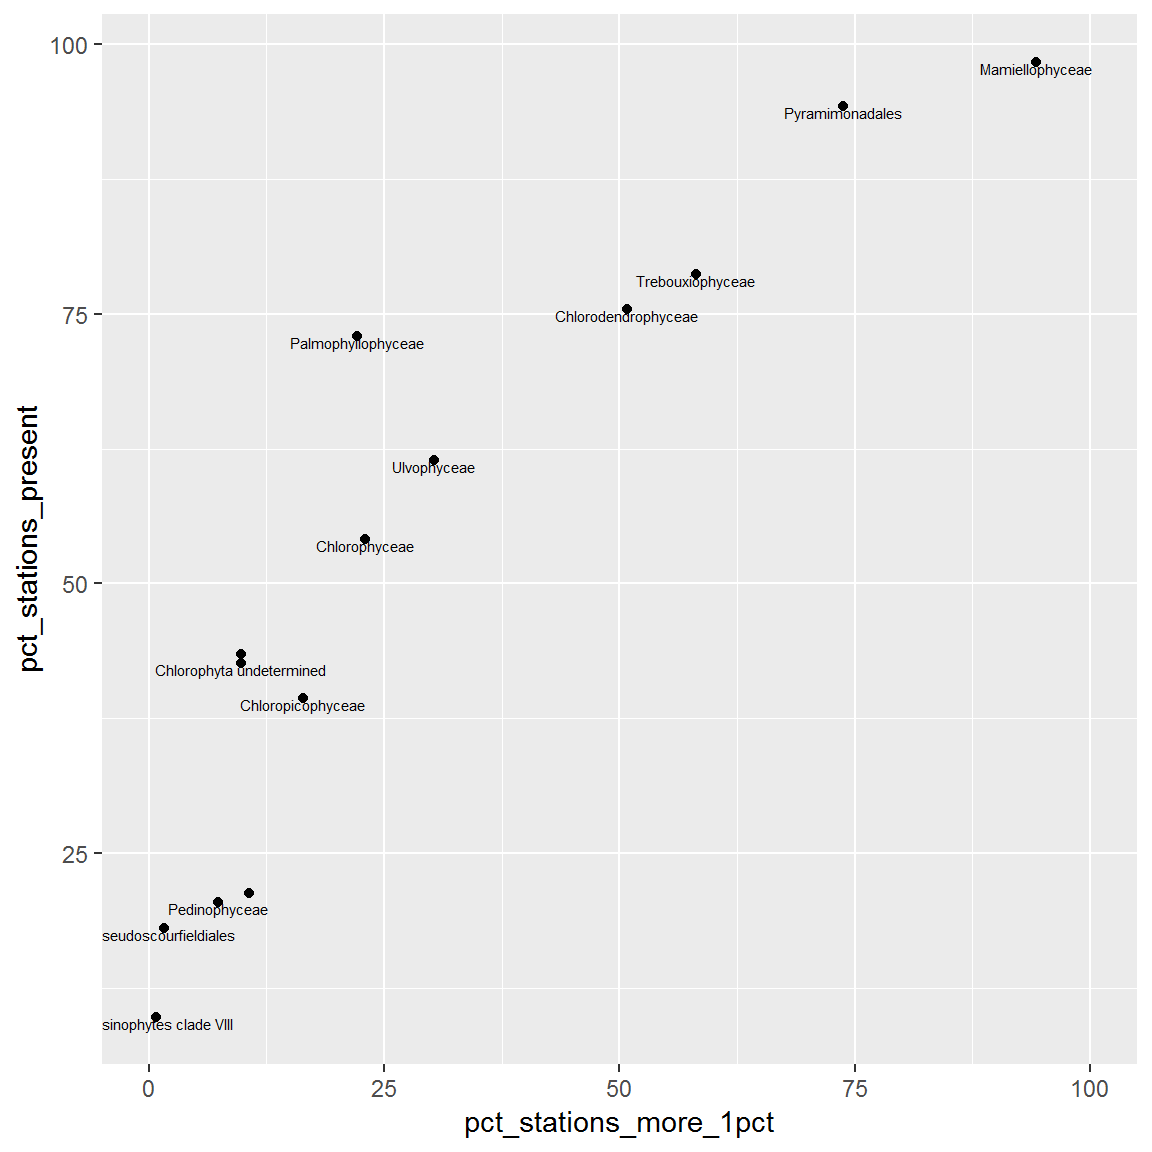 100
Mamiellophyceae
Pyramimonadales
Trebouxiophyceae
75
Chlorodendrophyceae
Palmophyllophyceae
Ulvophyceae
Chlorophyceae
50
Chlorophyta undetermined
Chloropicophyceae
25
Pedinophyceae
seudoscourfieldiales
sinophytes clade VIII
pct_stations_present
0 25 50 75 100
pct_stations_more_1pct